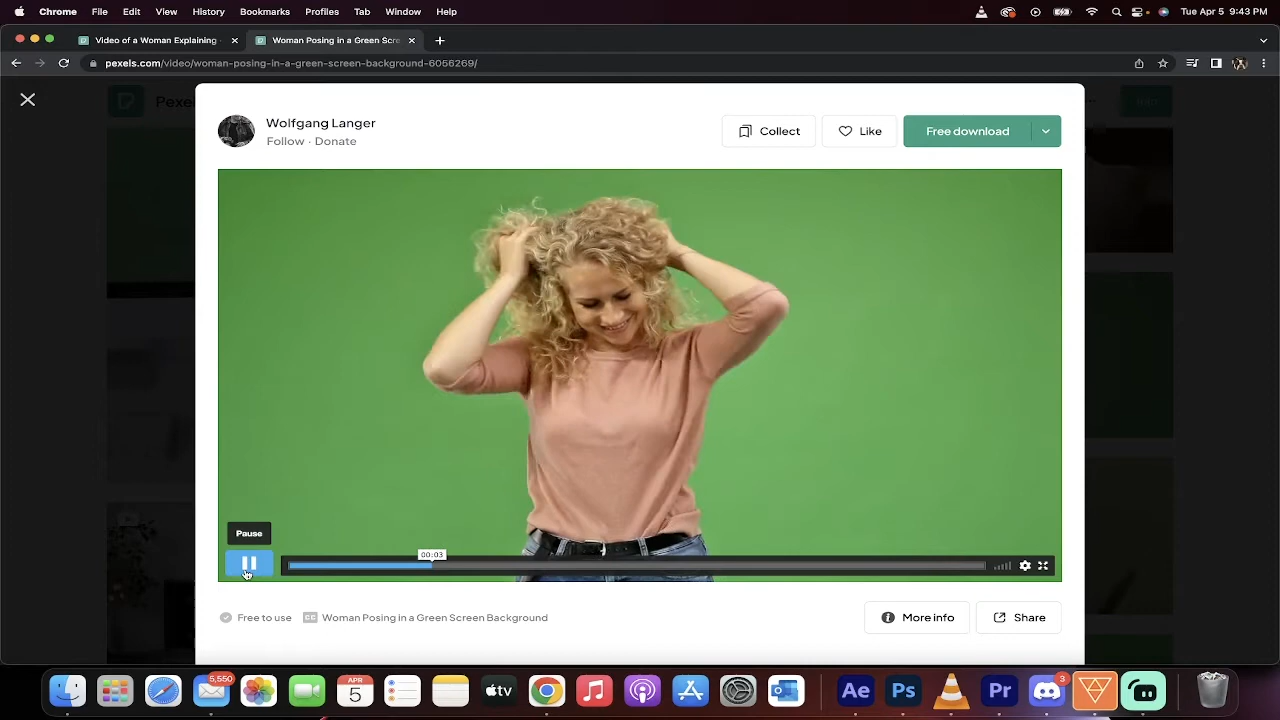 Chrome File Edit View History Bookmarks Profiles Tab Window Help Tue Apr 5 9:43 PM
Video of a Woman Explaining Woman Posing in a Green Scre
pexels.com/video/woman-posing-in-a-green-screen-background-6056269/
Pexe
Wolfgang Langer
Follow · Donate
Collect Like Free download
Pause
00:03
Free to use CC Woman Posing in a Green Screen Background
More info Share
5,550 APR 5 tv Ae Ps Pr 3